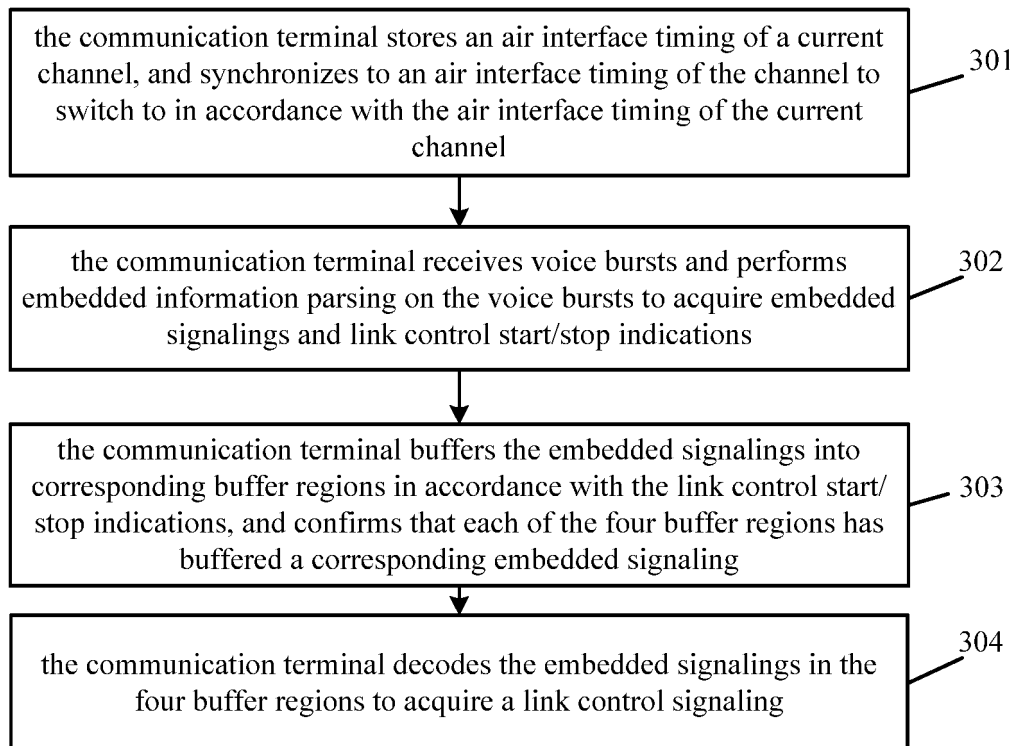 the communication terminal stores an air interface timing of a current
channel, and synchronizes to an air interface timing of the channel to
switch to in accordance with the air interface timing of the current
channel
301
the communication terminal receives voice bursts and performs
embedded information parsing on the voice bursts to acquire embedded
signalings and link control start/stop indications
302
the communication terminal buffers the embedded signalings into
corresponding buffer regions in accordance with the link control start/
stop indications, and confirms that each of the four buffer regions has
buffered a corresponding embedded signaling
303
the communication terminal decodes the embedded signalings in the
four buffer regions to acquire a link control signaling
304